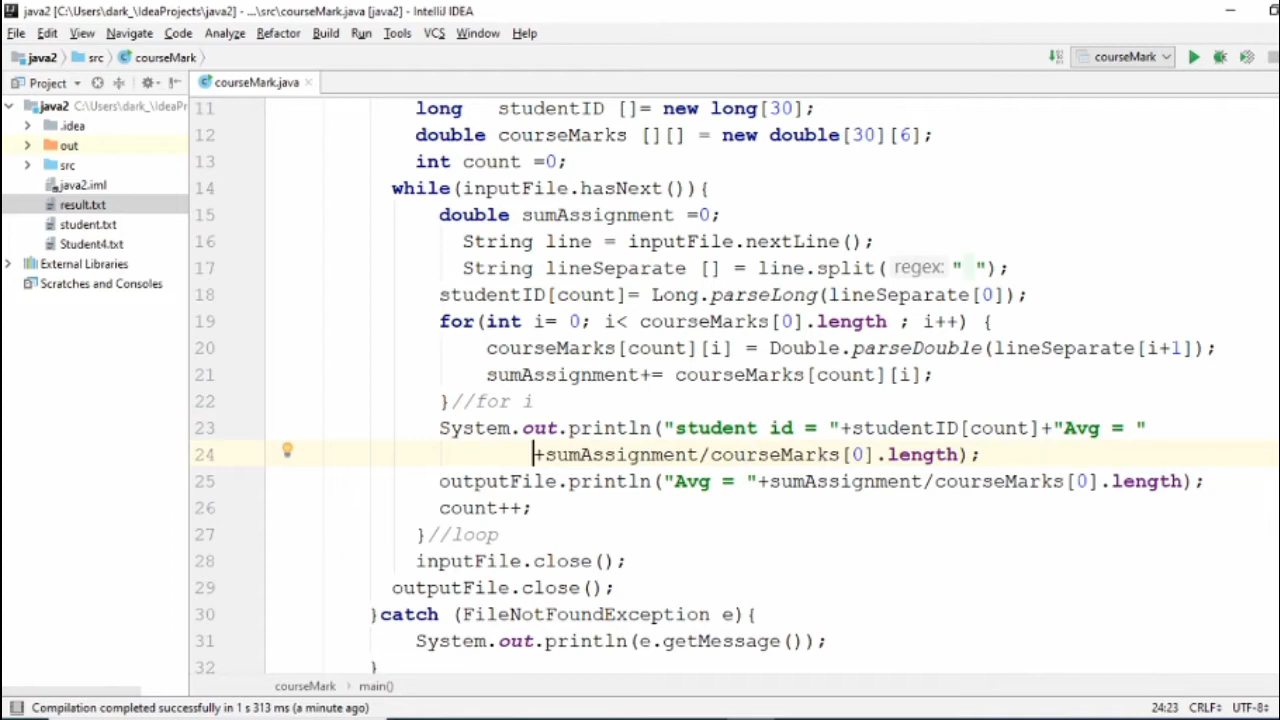 java2 [C:\Users\dark_\IdeaProjects\java2] - ...\src\courseMark.java [java2] - IntelliJ IDEA
File Edit View Navigate Code Analyze Refactor Build Run Tools VCS Window Help
java2 src courseMark
courseMark
Project
courseMark.java
java2 C:\Users\dark_\IdeaPr
.idea
out
src
java2.iml
result.txt
student.txt
Student4.txt
External Libraries
Scratches and Consoles
11 long studentID []= new long[30];
12 double courseMarks [][] = new double[30][6];
13 int count =0;
14 while(inputFile.hasNext()){
15 double sumAssignment =0;
16 String line = inputFile.nextLine();
17 String lineSeparate [] = line.split( regex: " ");
18 studentID[count]= Long.parseLong(lineSeparate[0]);
19 for(int i= 0; i< courseMarks[0].length ; i++) {
20 courseMarks[count][i] = Double.parseDouble(lineSeparate[i+1]);
21 sumAssignment+= courseMarks[count][i];
22 }//for i
23 System.out.println("student id = "+studentID[count]+"Avg = "
24 +sumAssignment/courseMarks[0].length);
25 outputFile.println("Avg = "+sumAssignment/courseMarks[0].length);
26 count++;
27 }//loop
28 inputFile.close();
29 outputFile.close();
30 }catch (FileNotFoundException e){
31 System.out.println(e.getMessage());
32 }
courseMark main()
Compilation completed successfully in 1 s 313 ms (a minute ago) 24:23 CRLF UTF-8